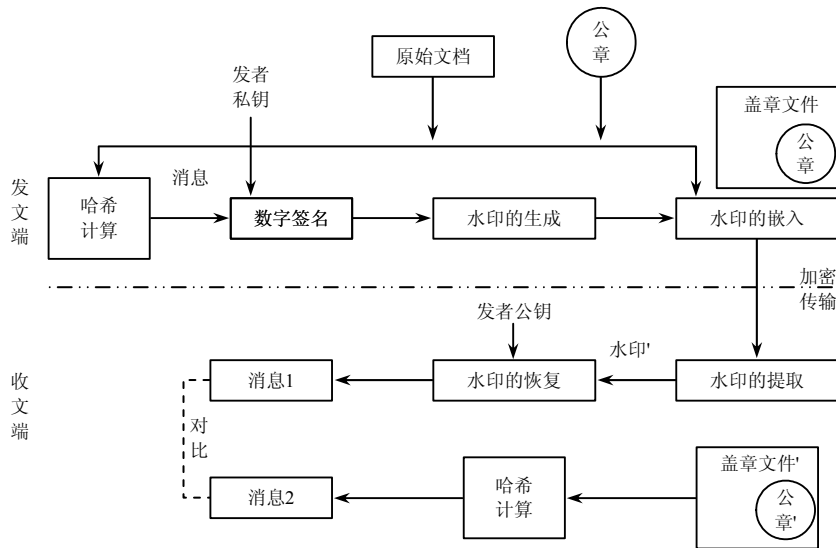 公
章
原始文档
发者
私钥
盖章文件
公
章
发
文
端
哈希
计算
消息
数字签名
水印的生成
水印的嵌入
加密
传输
发者公钥
收
文
端
消息1
水印的恢复
水印'
水印的提取
对
比
消息2
哈希
计算
盖章文件'
公
章'